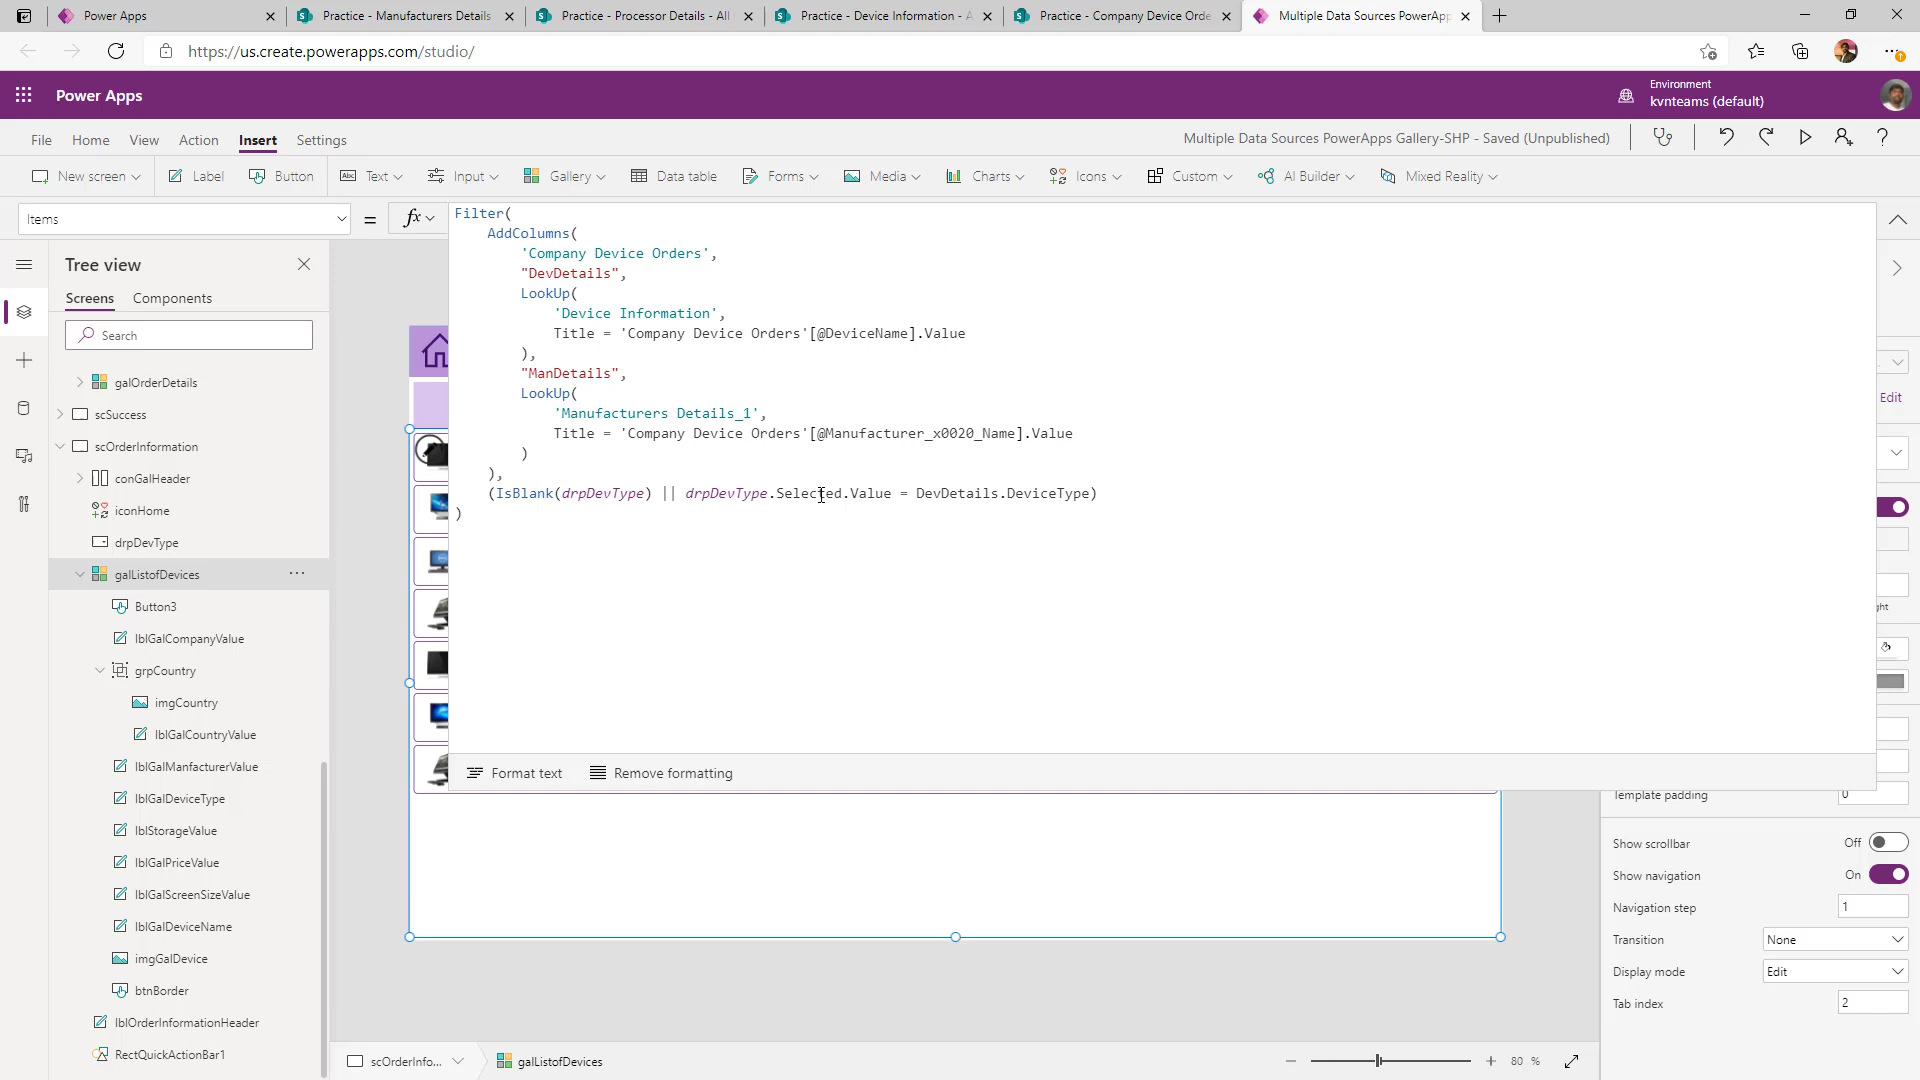 Power Apps
Practice - Manufacturers Details
Practice - Processor Details - All
Practice - Device Information - A
Practice - Company Device Orde
Multiple Data Sources PowerApp
https://us.create.powerapps.com/studio/
Power Apps
Environment
kvnteams (default)
File
Home
View
Action
Insert
Settings
Multiple Data Sources PowerApps Gallery-SHP - Saved (Unpublished)
New screen
Label
Button
Abc
Text
Input
Gallery
Data table
Forms
Media
Charts
Icons
Custom
AI Builder
Mixed Reality
Items
=
fx
Filter(
AddColumns(
'Company Device Orders',
"DevDetails",
LookUp(
'Device Information',
Title = 'Company Device Orders'[@DeviceName].Value
),
"ManDetails",
LookUp(
'Manufacturers Details_1',
Title = 'Company Device Orders'[@Manufacturer_x0020_Name].Value
)
),
(IsBlank(drpDevType) || drpDevType.Selected.Value = DevDetails.DeviceType)
)
Format text
Remove formatting
Tree view
Screens
Components
Search
galOrderDetails
scSuccess
scOrderInformation
conGalHeader
iconHome
drpDevType
galListofDevices
Button3
lblGalCompanyValue
grpCountry
imgCountry
lblGalCountryValue
lblGalManfacturerValue
lblGalDeviceType
lblStorageValue
lblGalPriceValue
lblGalScreenSizeValue
lblGalDeviceName
imgGalDevice
btnBorder
lblOrderInformationHeader
RectQuickActionBar1
Edit
ght
Template padding
0
Show scrollbar
Off
Show navigation
On
Navigation step
1
Transition
None
Display mode
Edit
Tab index
2
scOrderInfo...
galListofDevices
80 %